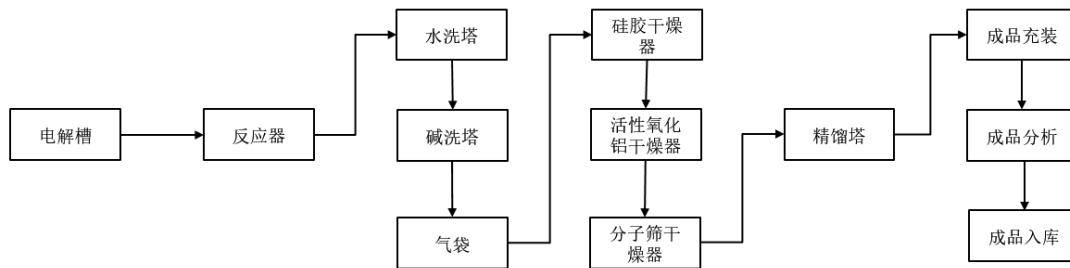 电解槽
反应器
水洗塔
碱洗塔
气袋
硅胶干燥
器
活性氧化
铝干燥器
分子筛干
燥器
精馏塔
成品充装
成品分析
成品入库